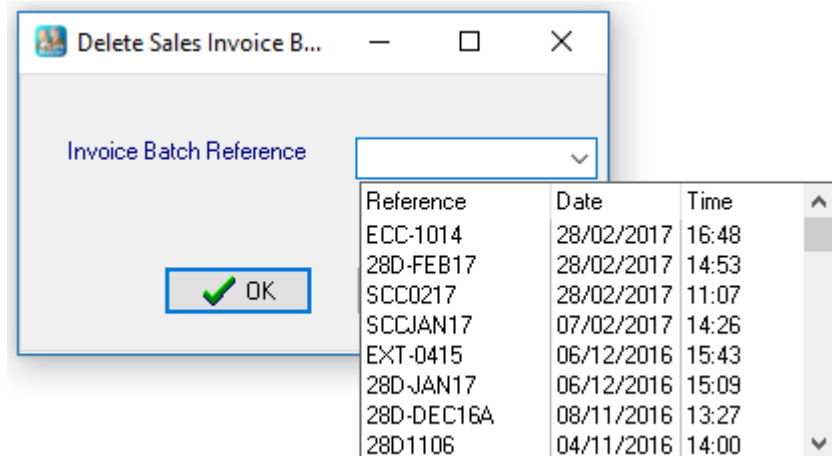 Delete Sales Invoice B...
Invoice Batch Reference
Reference Date Time
ECC-1014 28/02/2017 16:48
28D-FEB17 28/02/2017 14:53
SCC0217 28/02/2017 11:07
SCCJAN17 07/02/2017 14:26
EXT-0415 06/12/2016 15:43
28D-JAN17 06/12/2016 15:09
28D-DEC16A 08/11/2016 13:27
28D1106 04/11/2016 14:00
OK